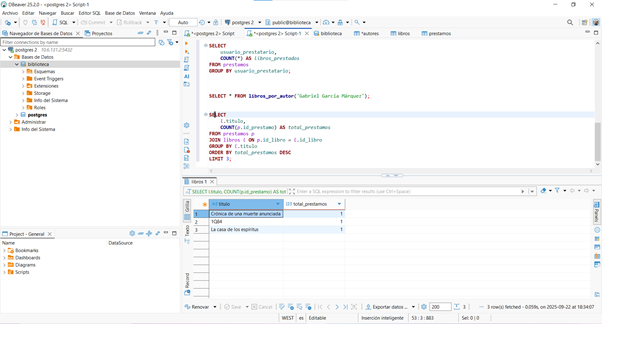 DBeaver 25.2.0 - <postgres 2> Script-1
Archivo Editar Navegar Buscar Editor SQL Base de Datos Ventana Ayuda
SQL Commit Rollback Auto postgres 2 public@biblioteca
Navegador de Bases de Datos Proyectos
*<postgres> Script *<postgres 2> Script-1 biblioteca *autores libros prestamos
Filter connections by name
postgres 2
Bases de Datos
biblioteca
Esquemas
Event Triggers
Extensiones
Storage
Info del Sistema
Roles
postgres
Administrar
Info del Sistema
SELECT
usuario_prestatario,
COUNT(*) AS libros_prestados
FROM prestamos
GROUP BY usuario_prestatario;
SELECT * FROM libros_por_autor('Gabriel García Márquez');
SELECT
l.titulo,
COUNT(p.id_prestamo) AS total_prestamos
FROM prestamos p
JOIN libros l ON p.id_libro = l.id_libro
GROUP BY l.titulo
ORDER BY total_prestamos DESC
LIMIT 3;
libros 1
SELECT l.titulo, COUNT(p.id_prestamo) AS tot
Enter a SQL expression to filter results (use Ctrl+Space)
Grilla
Texto
Record
Panels
titulo 123 total_prestamos
1 Crónica de una muerte anunciada 1
2 1Q84 1
3 La casa de los espíritus 1
Project - General
Name DataSource
Bookmarks
Dashboards
Diagrams
Scripts
Renovar Save Cancel Exportar datos ... 200 3 3 row(s) fetched - 0.059s, on 2025-09-22 at 18:34:07
WEST es Editable Inserción inteligente 53 : 3 : 883 Sel: 0 | 0